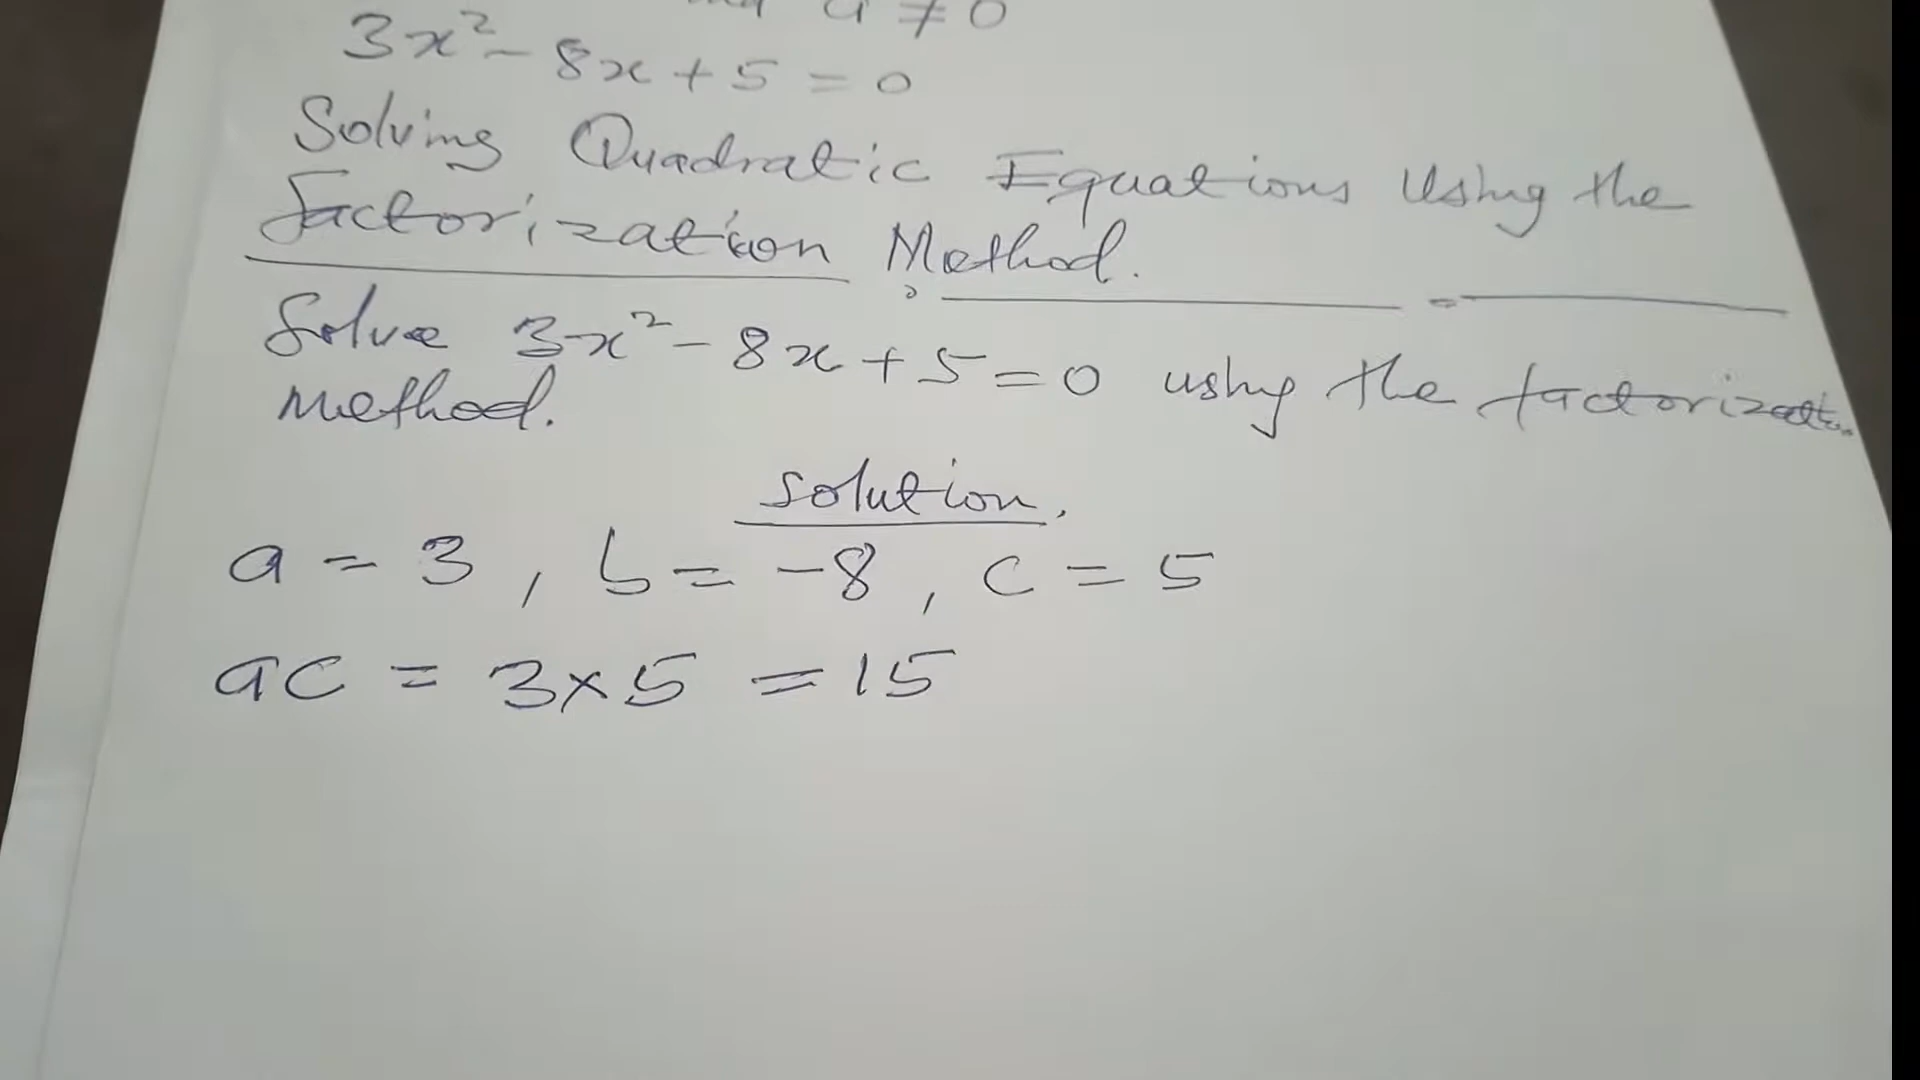 a ≠ 0
3x² - 8x + 5 = 0
Solving Quadratic Equations Using the
Factorization Method.
Solve 3x² - 8x + 5 = 0 using the
method.
solution.
a = 3, b = -8, c = 5
ac = 3×5 = 15